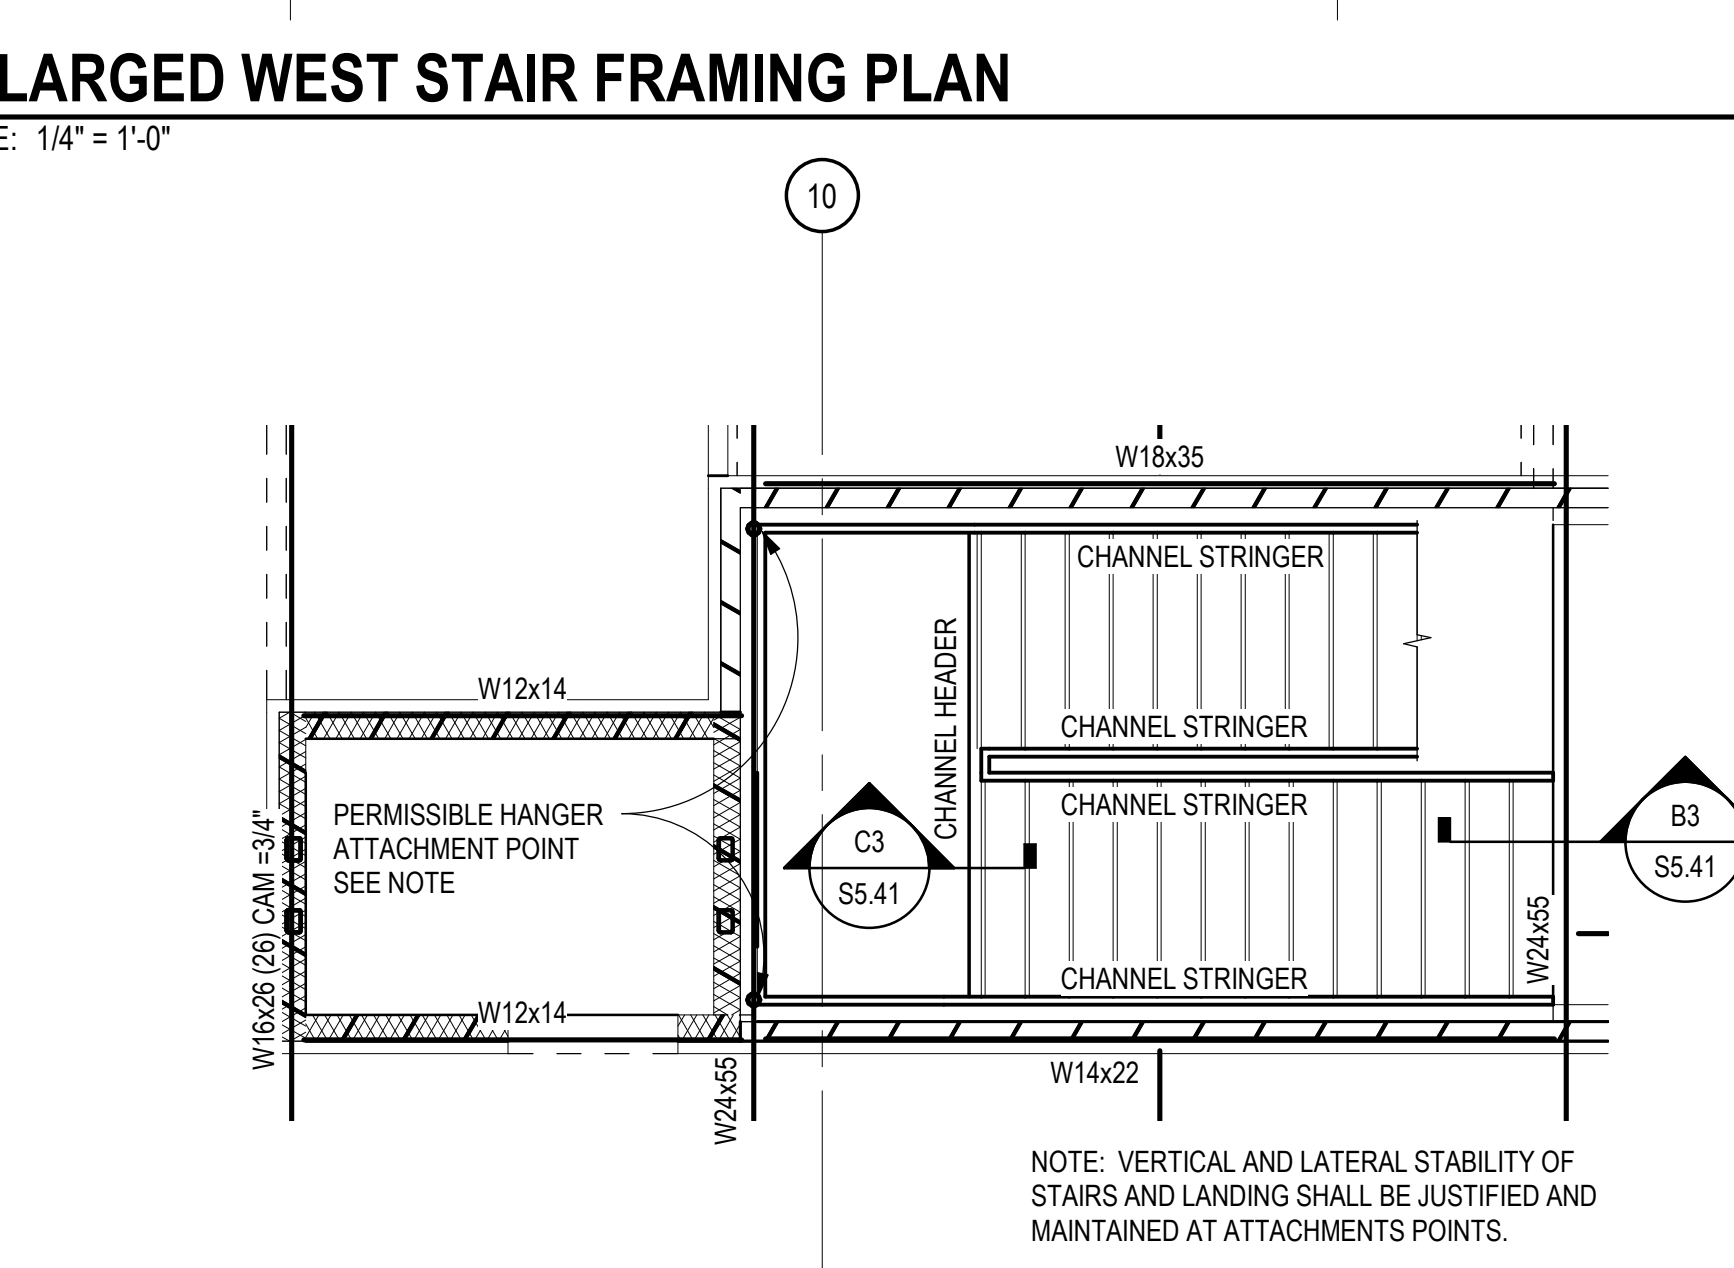 LARGED WEST STAIR FRAMING PLAN
E: 1/4" = 1'-0"
10
W18x35
CHANNEL STRINGER
CHANNEL HEADER
W12x14
CHANNEL STRINGER
PERMISSIBLE HANGER
ATTACHMENT POINT
SEE NOTE
CHANNEL STRINGER
C3
S5.41
B3
S5.41
W16x26 (26) CAM =3/4"
W24x55
CHANNEL STRINGER
W12x14
W24x55
W14x22
NOTE: VERTICAL AND LATERAL STABILITY OF
STAIRS AND LANDING SHALL BE JUSTIFIED AND
MAINTAINED AT ATTACHMENTS POINTS.